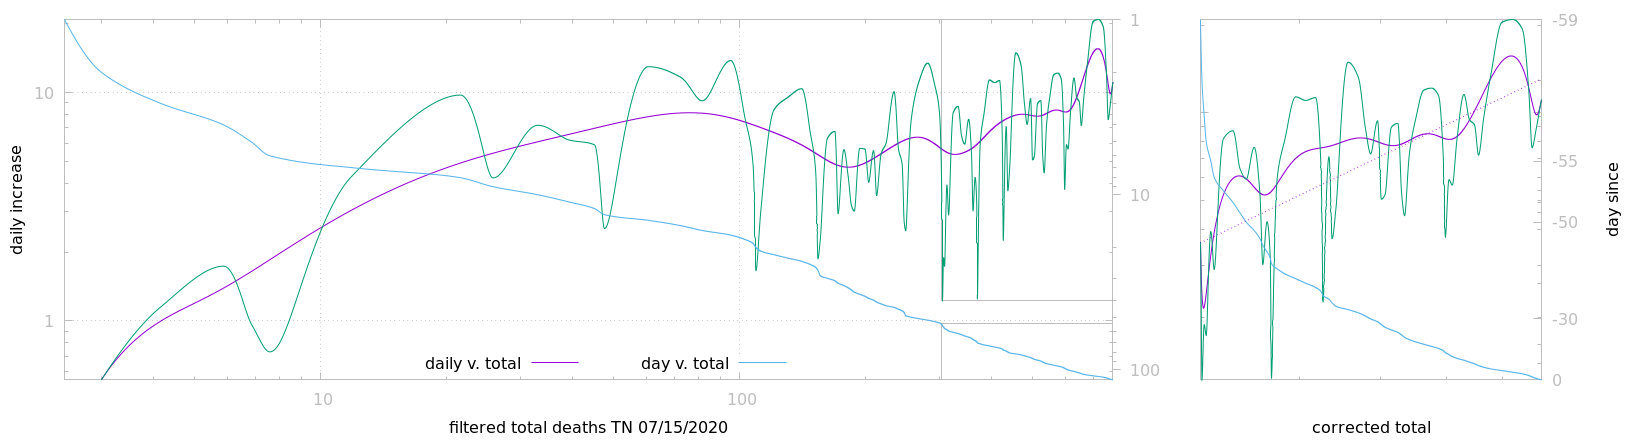 daily increase
10
1
10
100
1
10
100
daily v. total
day v. total
filtered total deaths TN 07/15/2020
-59
-55
-50
-30
0
day since
corrected total